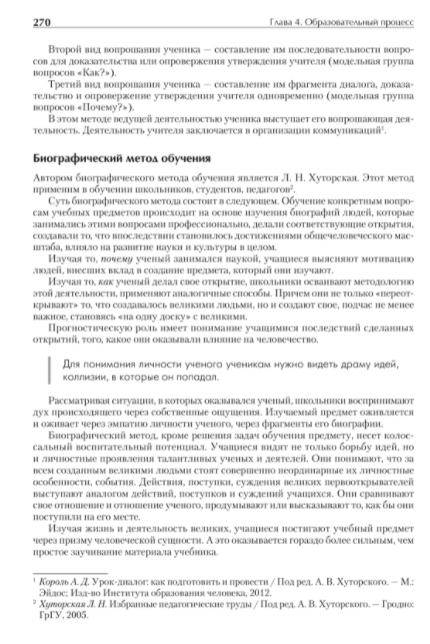 270
Глава 4. Образовательный процесс
Второй вид вопрошания ученика — составление им последовательности вопро-
сов для доказательства или опровержения утверждения учителя (модельная группа
вопросов «Как?»).
Третий вид вопрошания ученика — составление им фрагмента диалога, доказа-
тельство и опровержение утверждения учителя одновременно (модельная группа
вопросов «Почему?»).
В этом методе ведущей деятельностью ученика выступает его вопрошающая дея-
тельность. Деятельность учителя заключается в организации коммуникаций¹.
Биографический метод обучения
Автором биографического метода обучения является Л. Н. Хуторская. Этот метод
применим в обучении школьников, студентов, педагогов².
Суть биографического метода состоит в следующем. Обучение конкретным вопро-
сам учебных предметов происходит на основе изучения биографий людей, которые
занимались этими вопросами профессионально, делали соответствующие открытия,
создавали то, что впоследствии становилось достижениями общечеловеческого мас-
штаба, влияло на развитие науки и культуры в целом.
Изучая то, почему ученый занимался наукой, учащиеся выясняют мотивацию
людей, внесших вклад в создание предмета, который они изучают.
Изучая то, как ученый делал свое открытие, школьники осваивают методологию
этой деятельности, применяют аналогичные способы. Причем они не только «переот-
крывают» то, что создавалось великими людьми, но и создают свое, подчас не менее
важное, становясь «на одну доску» с великими.
Прогностическую роль имеет понимание учащимися последствий сделанных
открытий, того, какое они оказывали влияние на человечество.
Для понимания личности ученого ученикам нужно видеть драму идей,
коллизии, в которые он попадал.
Рассматривая ситуации, в которых оказывался ученый, школьники воспринимают
дух происходящего через собственные ощущения. Изучаемый предмет оживляется
и оживает через эмпатию личности ученого, через фрагменты его биографии.
Биографический метод, кроме решения задач обучения предмету, несет колос-
сальный воспитательный потенциал. Учащиеся видят не только борьбу идей, но
и личностные проявления талантливых ученых и деятелей. Они понимают, что за
всем созданным великими людьми стоят совершенно неординарные их личностные
особенности, события. Действия, поступки, суждения великих первооткрывателей
выступают аналогом действий, поступков и суждений учащихся. Они сравнивают
свое отношение и отношение ученого, продумывают или высказывают то, как бы они
поступили на его месте.
Изучая жизнь и деятельность великих, учащиеся постигают учебный предмет
через призму человеческой сущности. А это оказывается гораздо более сильным, чем
простое заучивание материала учебника.
¹ Король А. Д. Урок-диалог: как подготовить и провести / Под ред. А. В. Хуторского. — М.:
Эйдос; Изд-во Института образования человека, 2012.
² Хуторская Л. Н. Избранные педагогические труды / Под ред. А. В. Хуторского. — Гродно:
ГрГУ, 2005.